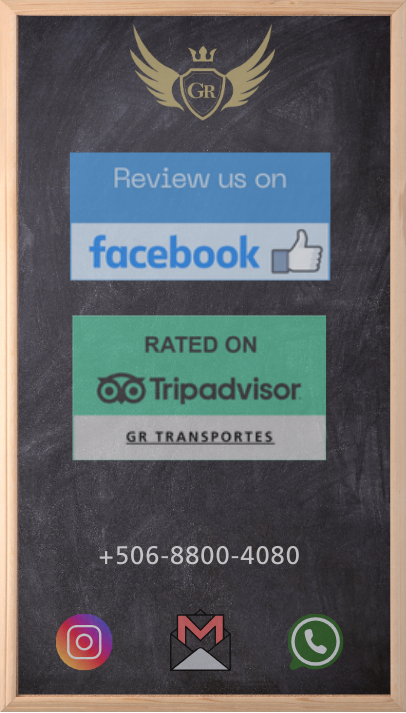 GR
Review us on
facebook
RATED ON
Tripadvisor
GR TRANSPORTES
+506-8800-4080